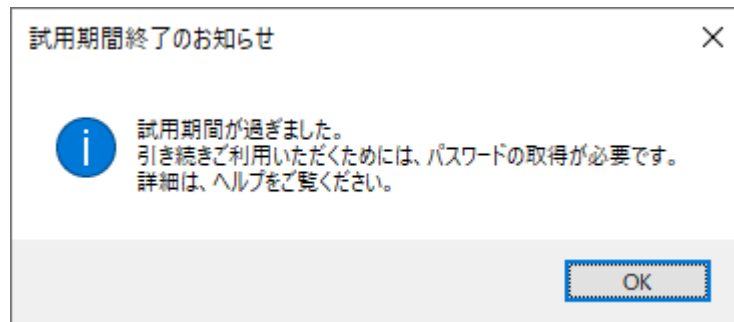 試用期間終了のお知らせ
試用期間が過ぎました。
引き続きご利用いただくためには、パスワードの取得が必要です。
詳細は、ヘルプをご覧ください。
OK